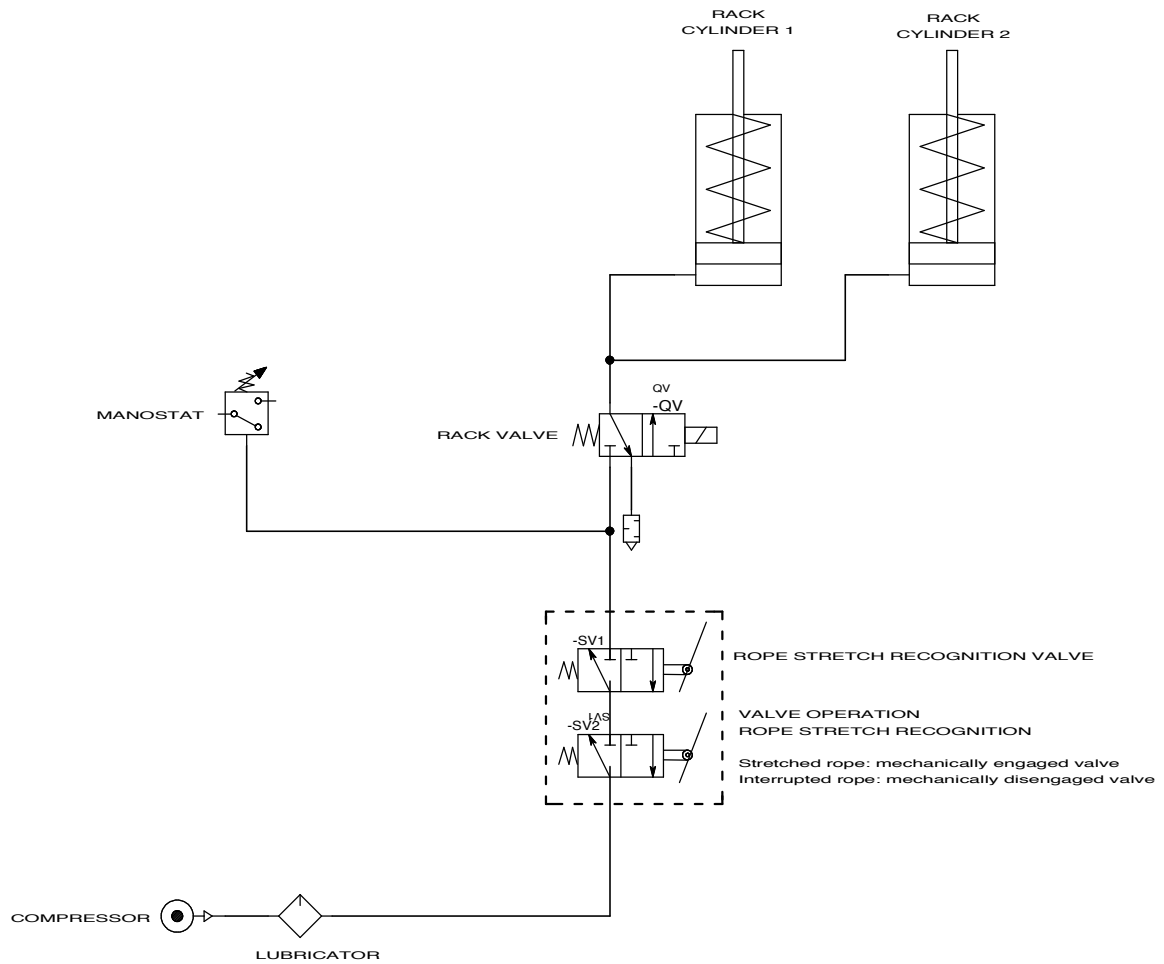 RACK
CYLINDER 1
RACK
CYLINDER 2
QV
-QV
MANOSTAT
RACK VALVE
-SV1
ROPE STRETCH RECOGNITION VALVE
SV1
-SV2
VALVE OPERATION
ROPE STRETCH RECOGNITION
Stretched rope: mechanically engaged valve
Interrupted rope: mechanically disengaged valve
COMPRESSOR
LUBRICATOR